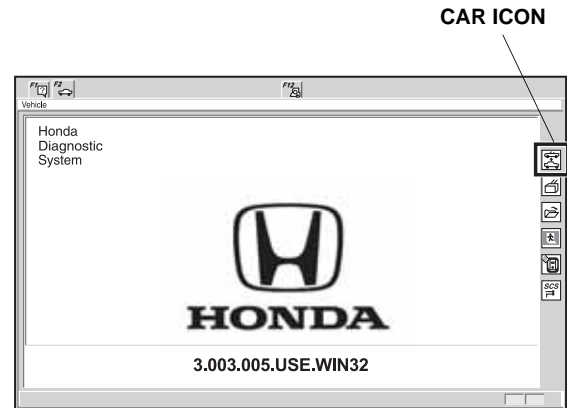 CAR ICON
F1 F2 F12
Vehicle
Honda
Diagnostic
System
SCS
HONDA
3.003.005.USE.WIN32